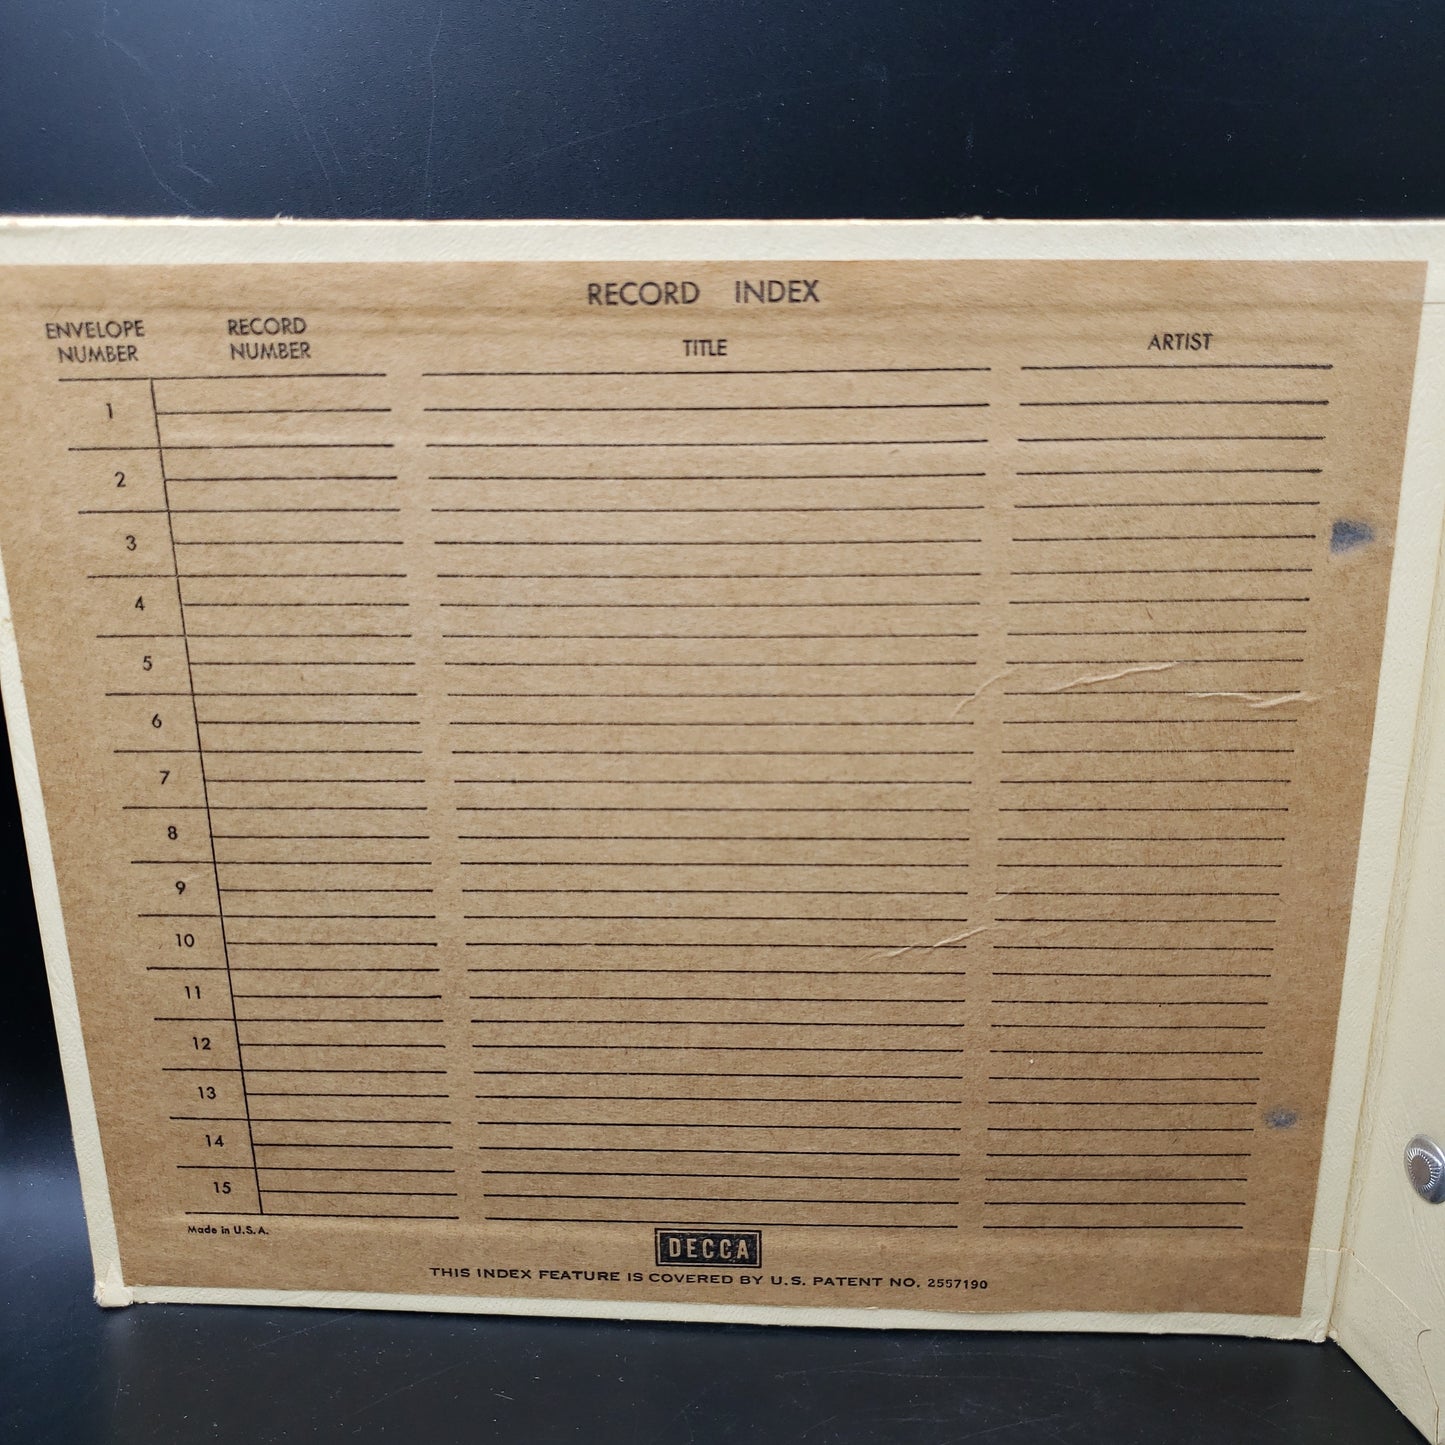 RECORD INDEX
ENVELOPE NUMBER
RECORD NUMBER
TITLE
ARTIST
1
2
3
4
5
6
7
8
9
10
11
12
13
14
15
Made in U.S.A.
DECCA
THIS INDEX FEATURE IS COVERED BY U.S. PATENT NO. 2557190